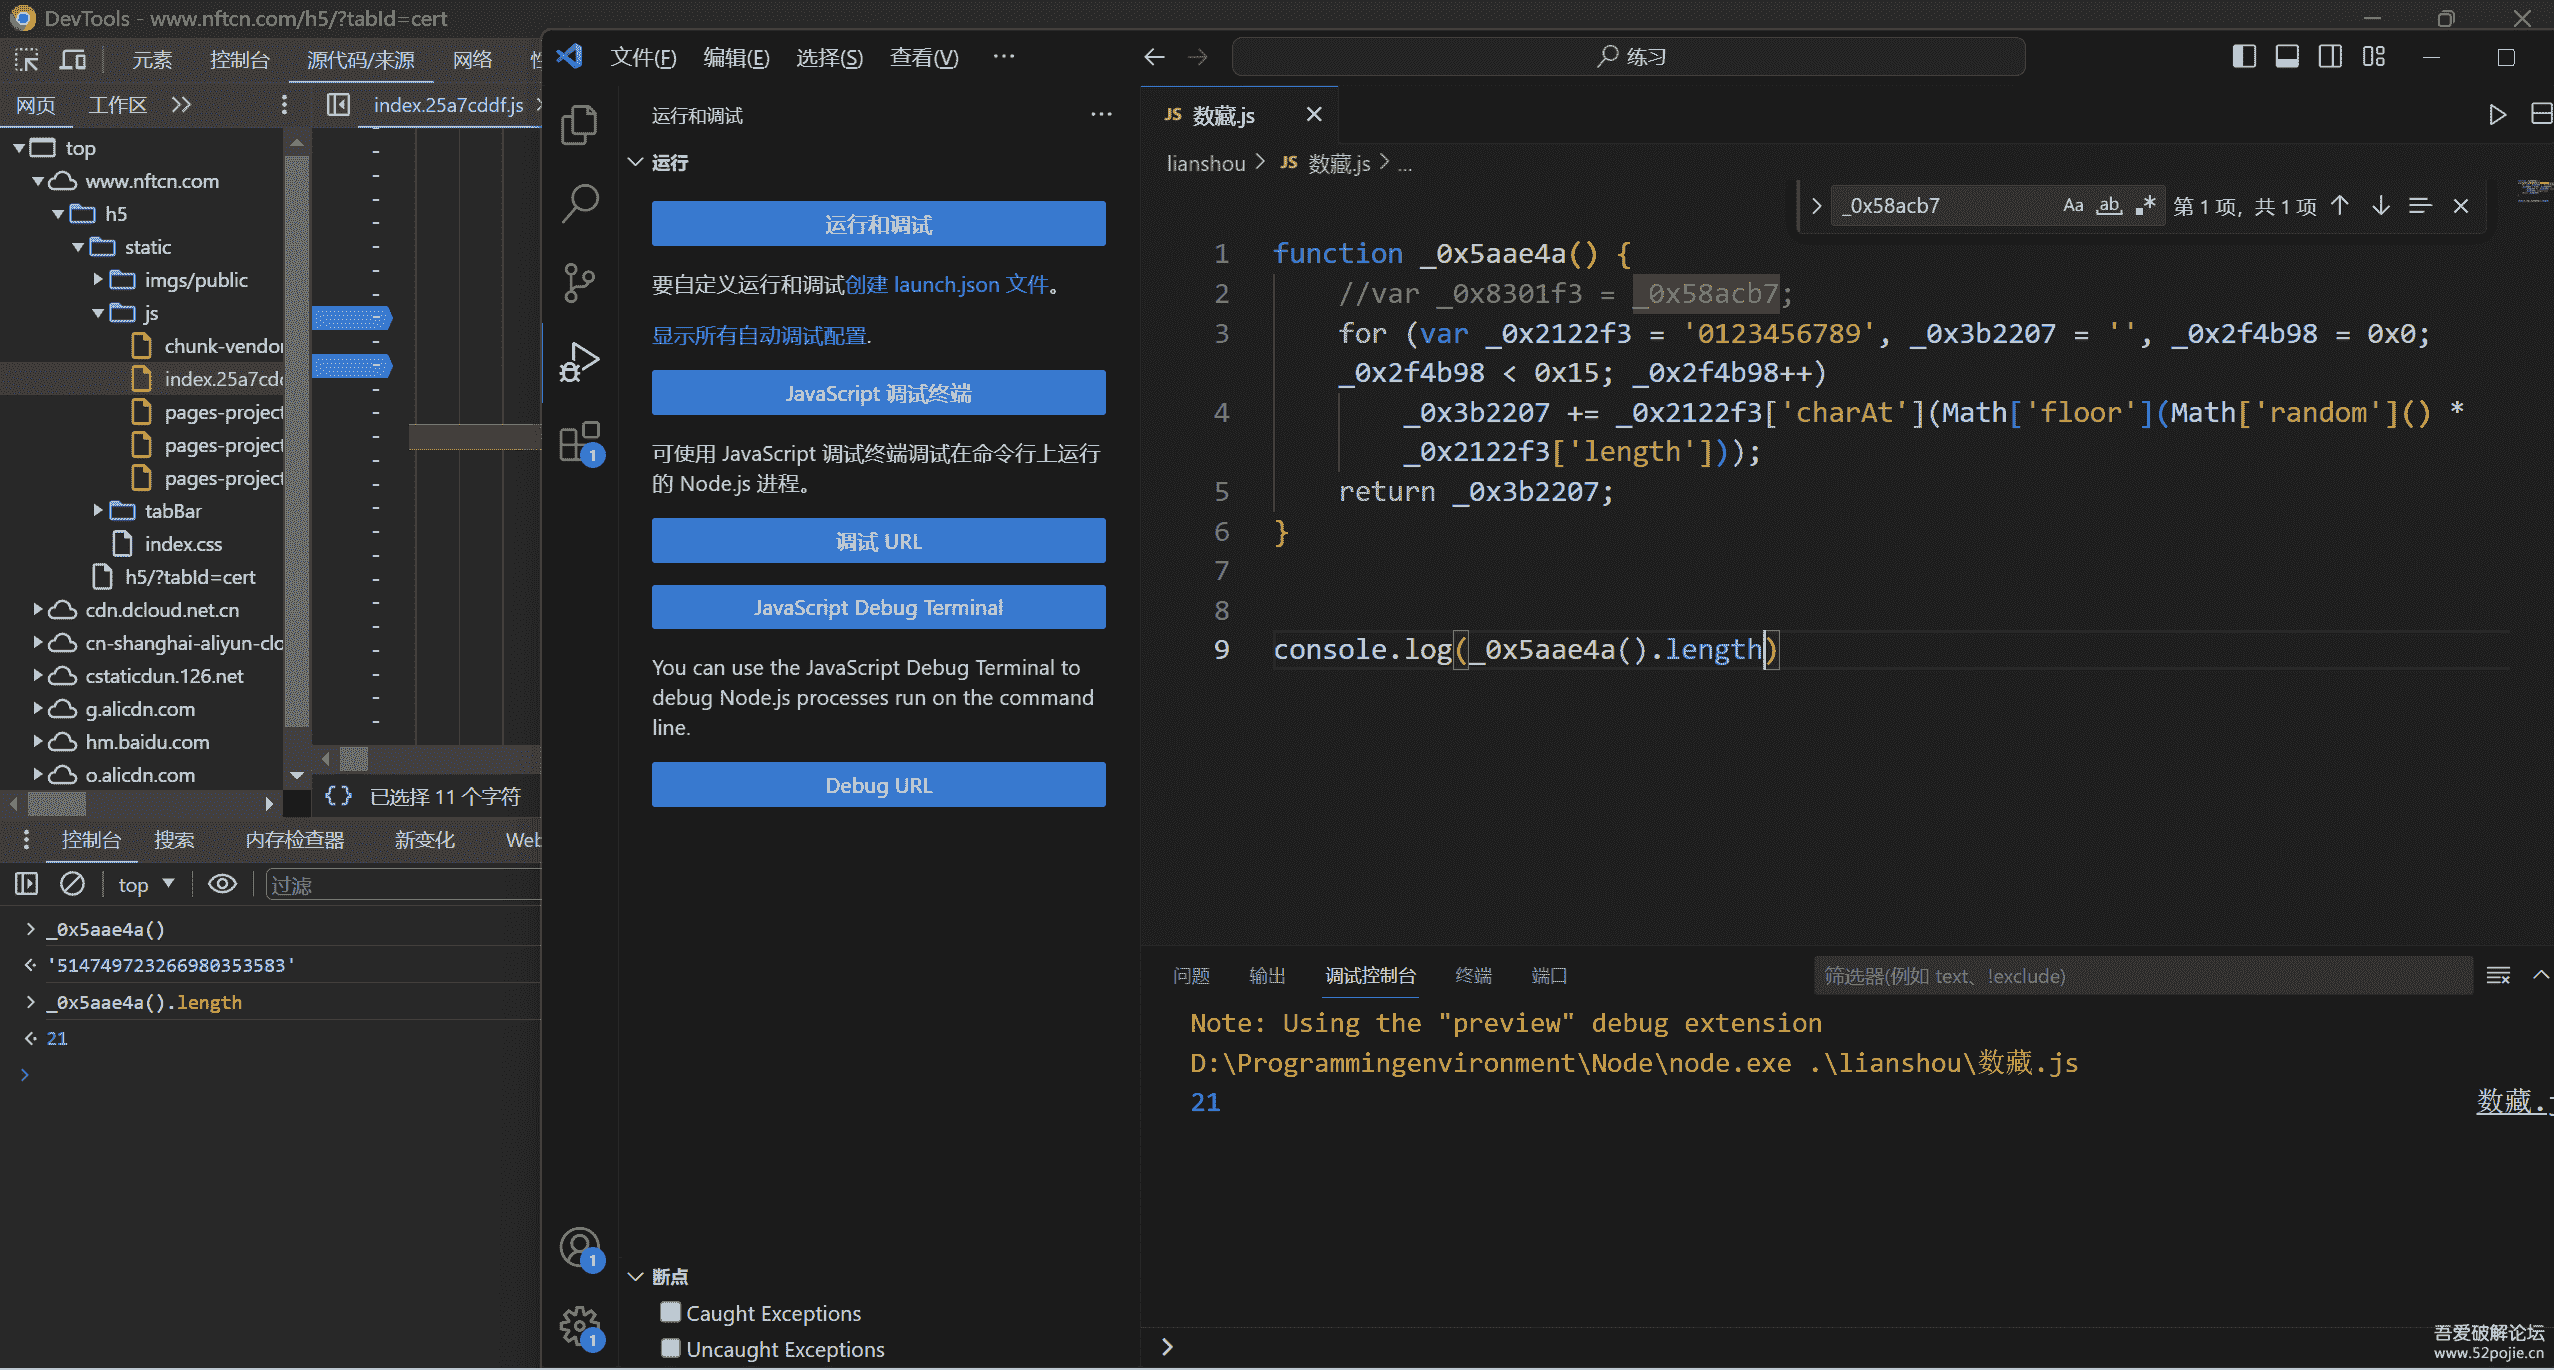 DevTools - www.nftcn.com/h5/?tabId=cert
元素 控制台 源代码/来源 网络
网页 工作区
index.25a7cddf.js
top
www.nftcn.com
h5
static
imgs/public
js
chunk-vendor
index.25a7cd
pages-project
pages-project
pages-project
tabBar
index.css
h5/?tabId=cert
cdn.dcloud.net.cn
cn-shanghai-aliyun-clo
cstaticdun.126.net
g.alicdn.com
hm.baidu.com
o.alicdn.com
{} 已选择 11 个字符
控制台 搜索 内存检查器 新变化 Web
top 过滤
_0x5aae4a()
'514749723266980353583'
_0x5aae4a().length
21
文件(F) 编辑(E) 选择(S) 查看(V) ···
练习
运行和调试
运行
运行和调试
要自定义运行和调试创建 launch.json 文件。
显示所有自动调试配置.
JavaScript 调试终端
可使用 JavaScript 调试终端调试在命令行上运行
的 Node.js 进程。
调试 URL
JavaScript Debug Terminal
You can use the JavaScript Debug Terminal to
debug Node.js processes run on the command
line.
Debug URL
1
断点
1
Caught Exceptions
1
Uncaught Exceptions
JS 数藏.js
lianshou > JS 数藏.js > ...
_0x58acb7 Aa ab 第 1 项, 共 1 项
1 function _0x5aae4a() {
2 //var _0x8301f3 = _0x58acb7;
3 for (var _0x2122f3 = '0123456789', _0x3b2207 = '', _0x2f4b98 = 0x0;
_0x2f4b98 < 0x15; _0x2f4b98++)
4 _0x3b2207 += _0x2122f3['charAt'](Math['floor'](Math['random']() *
_0x2122f3['length']));
5 return _0x3b2207;
6 }
7
8
9 console.log(_0x5aae4a().length)
问题 输出 调试控制台 终端 端口
筛选器(例如 text、!exclude)
Note: Using the "preview" debug extension
D:\Programmingenvironment\Node\node.exe .\lianshou\数藏.js
21
数藏.j
吾爱破解论坛
www.52pojie.cn